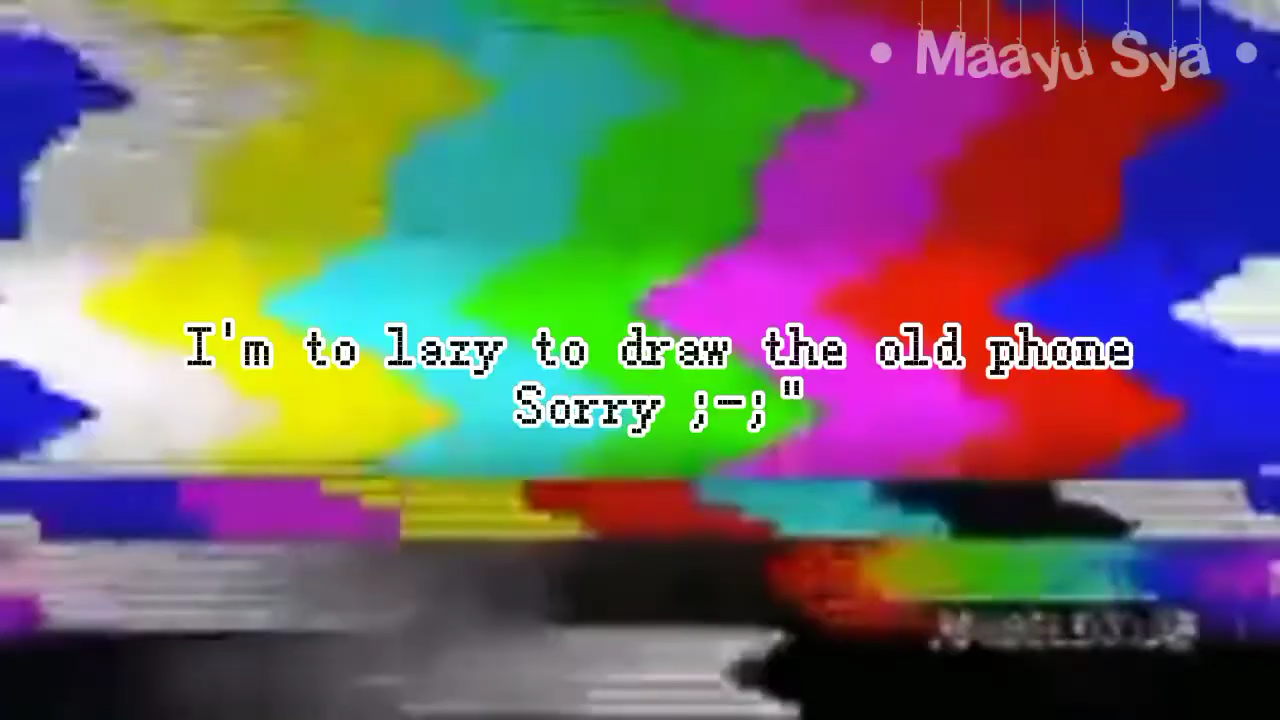 • Maayu Sya •
I'm to lazy to draw the old phone
Sorry ;-;"